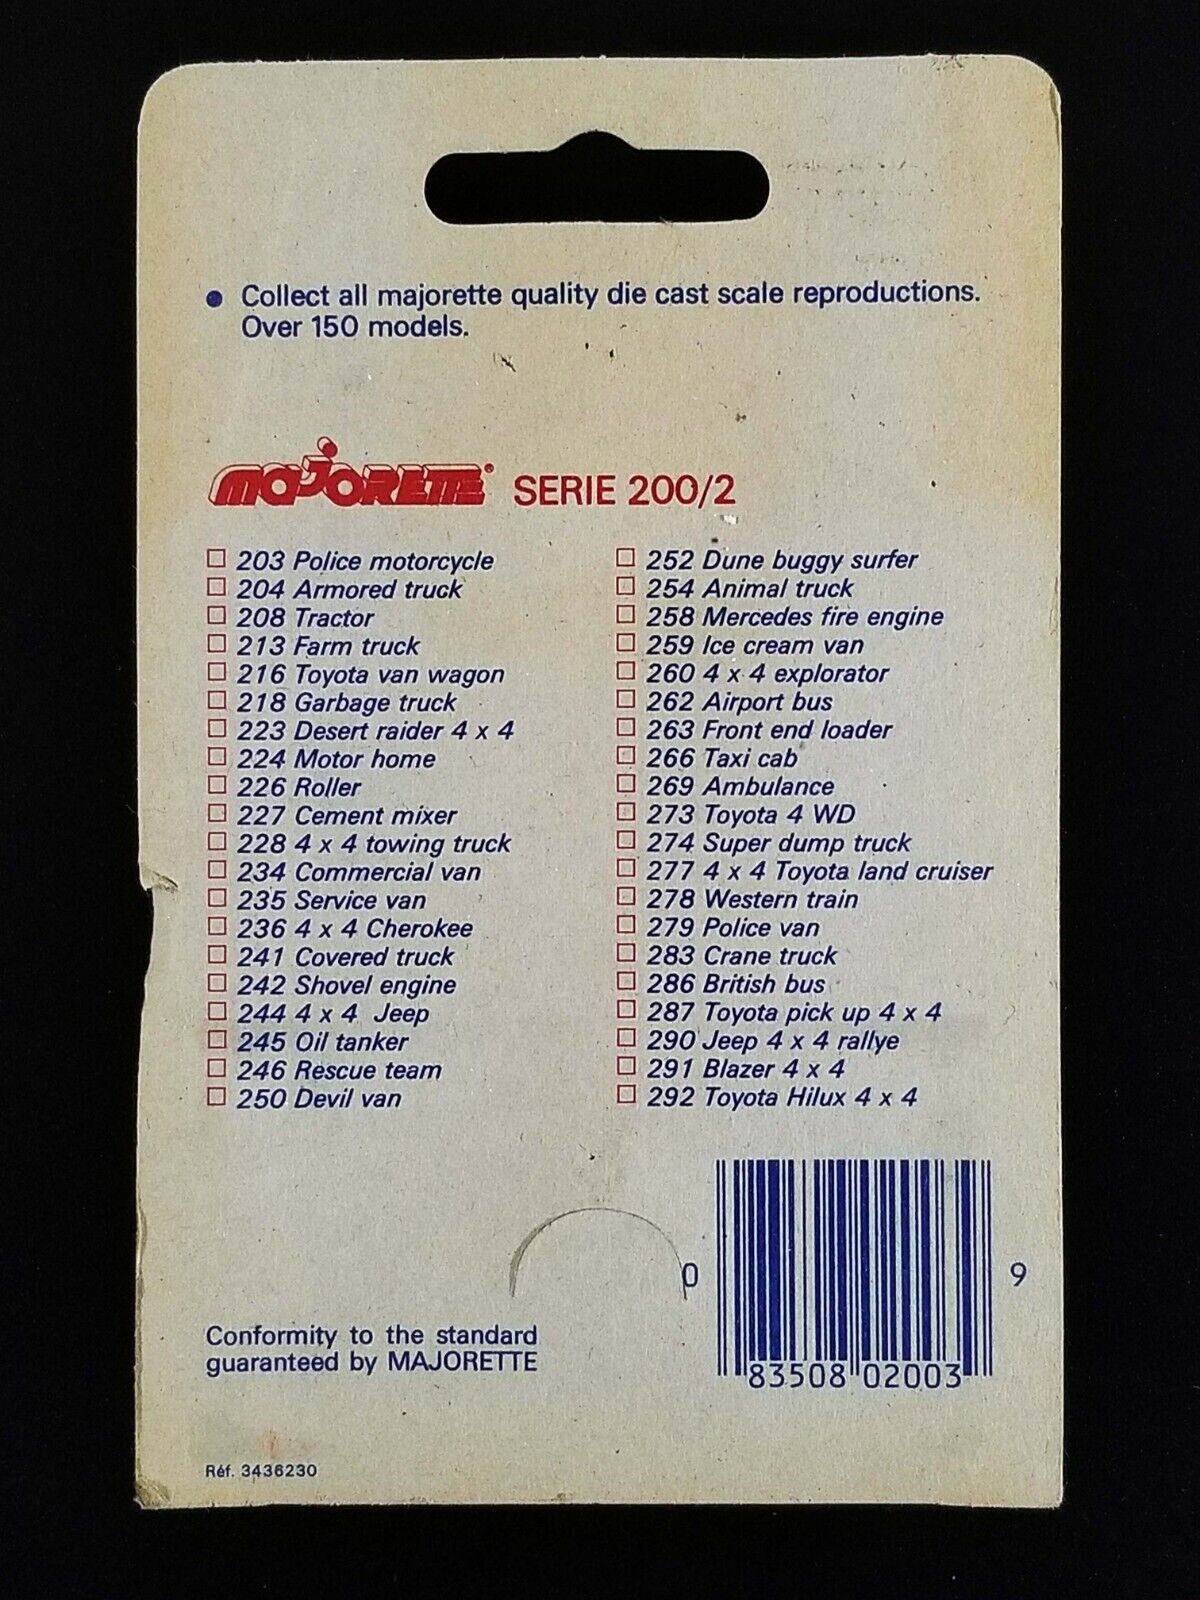 • Collect all majorette quality die cast scale reproductions.
Over 150 models.
MAJORETTE® SERIE 200/2
203 Police motorcycle
204 Armored truck
208 Tractor
213 Farm truck
216 Toyota van wagon
218 Garbage truck
223 Desert raider 4 x 4
224 Motor home
226 Roller
227 Cement mixer
228 4 x 4 towing truck
234 Commercial van
235 Service van
236 4 x 4 Cherokee
241 Covered truck
242 Shovel engine
244 4 x 4 Jeep
245 Oil tanker
246 Rescue team
250 Devil van
252 Dune buggy surfer
254 Animal truck
258 Mercedes fire engine
259 Ice cream van
260 4 x 4 explorator
262 Airport bus
263 Front end loader
266 Taxi cab
269 Ambulance
273 Toyota 4 WD
274 Super dump truck
277 4 x 4 Toyota land cruiser
278 Western train
279 Police van
283 Crane truck
286 British bus
287 Toyota pick up 4 x 4
290 Jeep 4 x 4 rallye
291 Blazer 4 x 4
292 Toyota Hilux 4 x 4
0 83508 02003 9
Conformity to the standard
guaranteed by MAJORETTE
Réf. 3436230